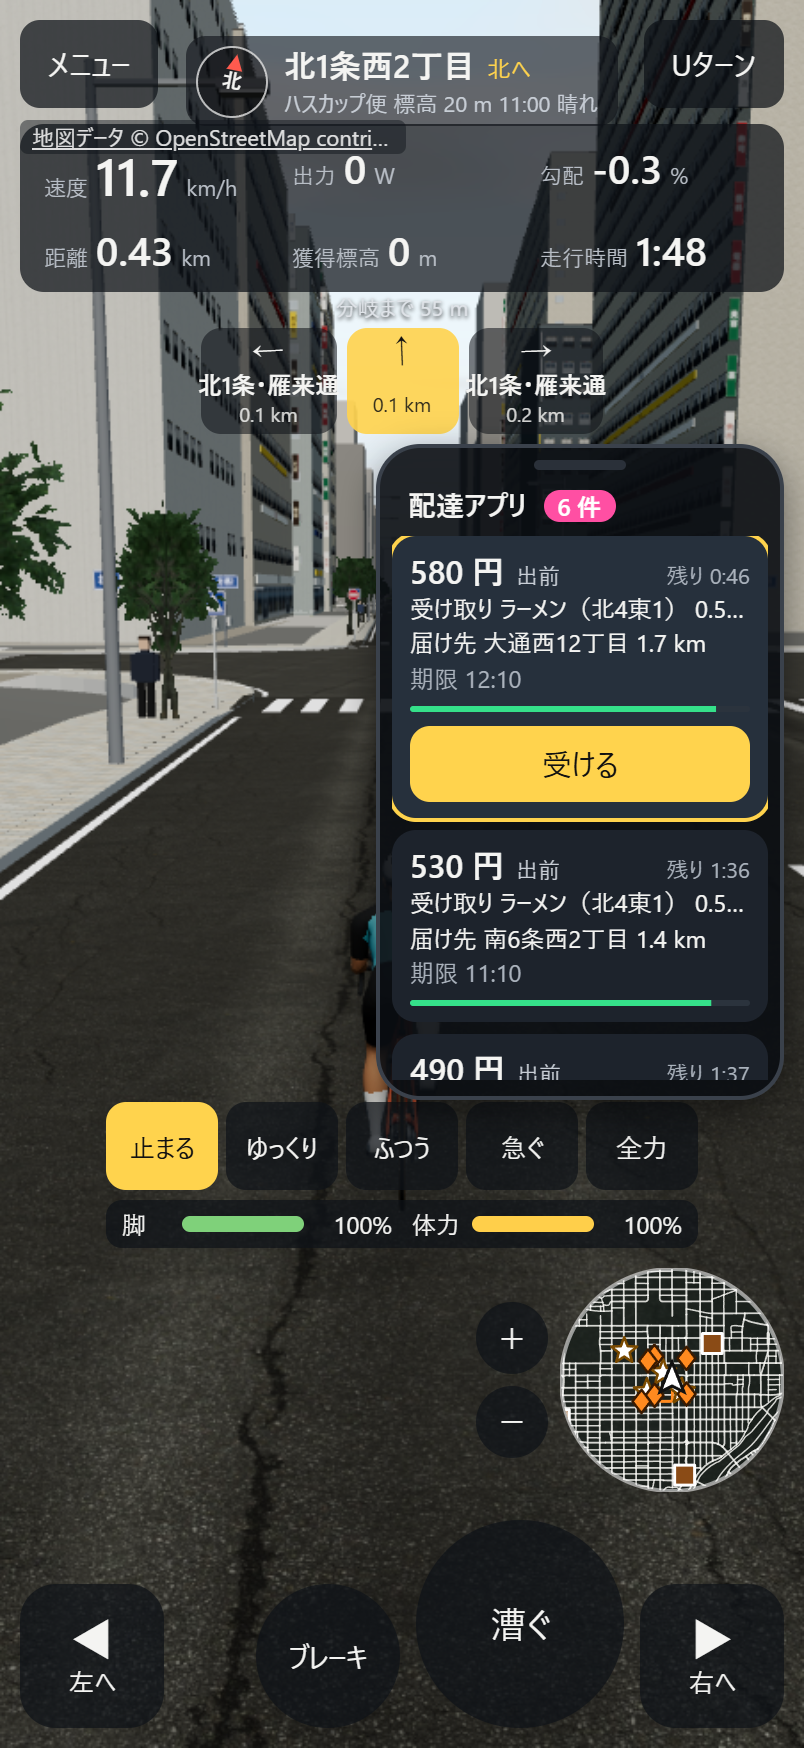 メニュー
北
北1条西2丁目 北へ
ハスカップ便 標高 20 m 11:00 晴れ
Uターン
地図データ © OpenStreetMap contri...
速度 11.7 km/h
出力 0 W
勾配 -0.3 %
距離 0.43 km
獲得標高 0 m
走行時間 1:48
分岐まで 55 m
←
北1条・雁来通
0.1 km
↑
0.1 km
→
北1条・雁来通
0.2 km
配達アプリ 6 件
580 円 出前 残り 0:46
受け取り ラーメン（北4東1） 0.5...
届け先 大通西12丁目 1.7 km
期限 12:10
受ける
530 円 出前 残り 1:36
受け取り ラーメン（北4東1） 0.5...
届け先 南6条西2丁目 1.4 km
期限 11:10
490 円 出前 残り 1:37
止まる
ゆっくり
ふつう
急ぐ
全力
脚 100% 体力 100%
+
−
◀
左へ
ブレーキ
漕ぐ
▶
右へ